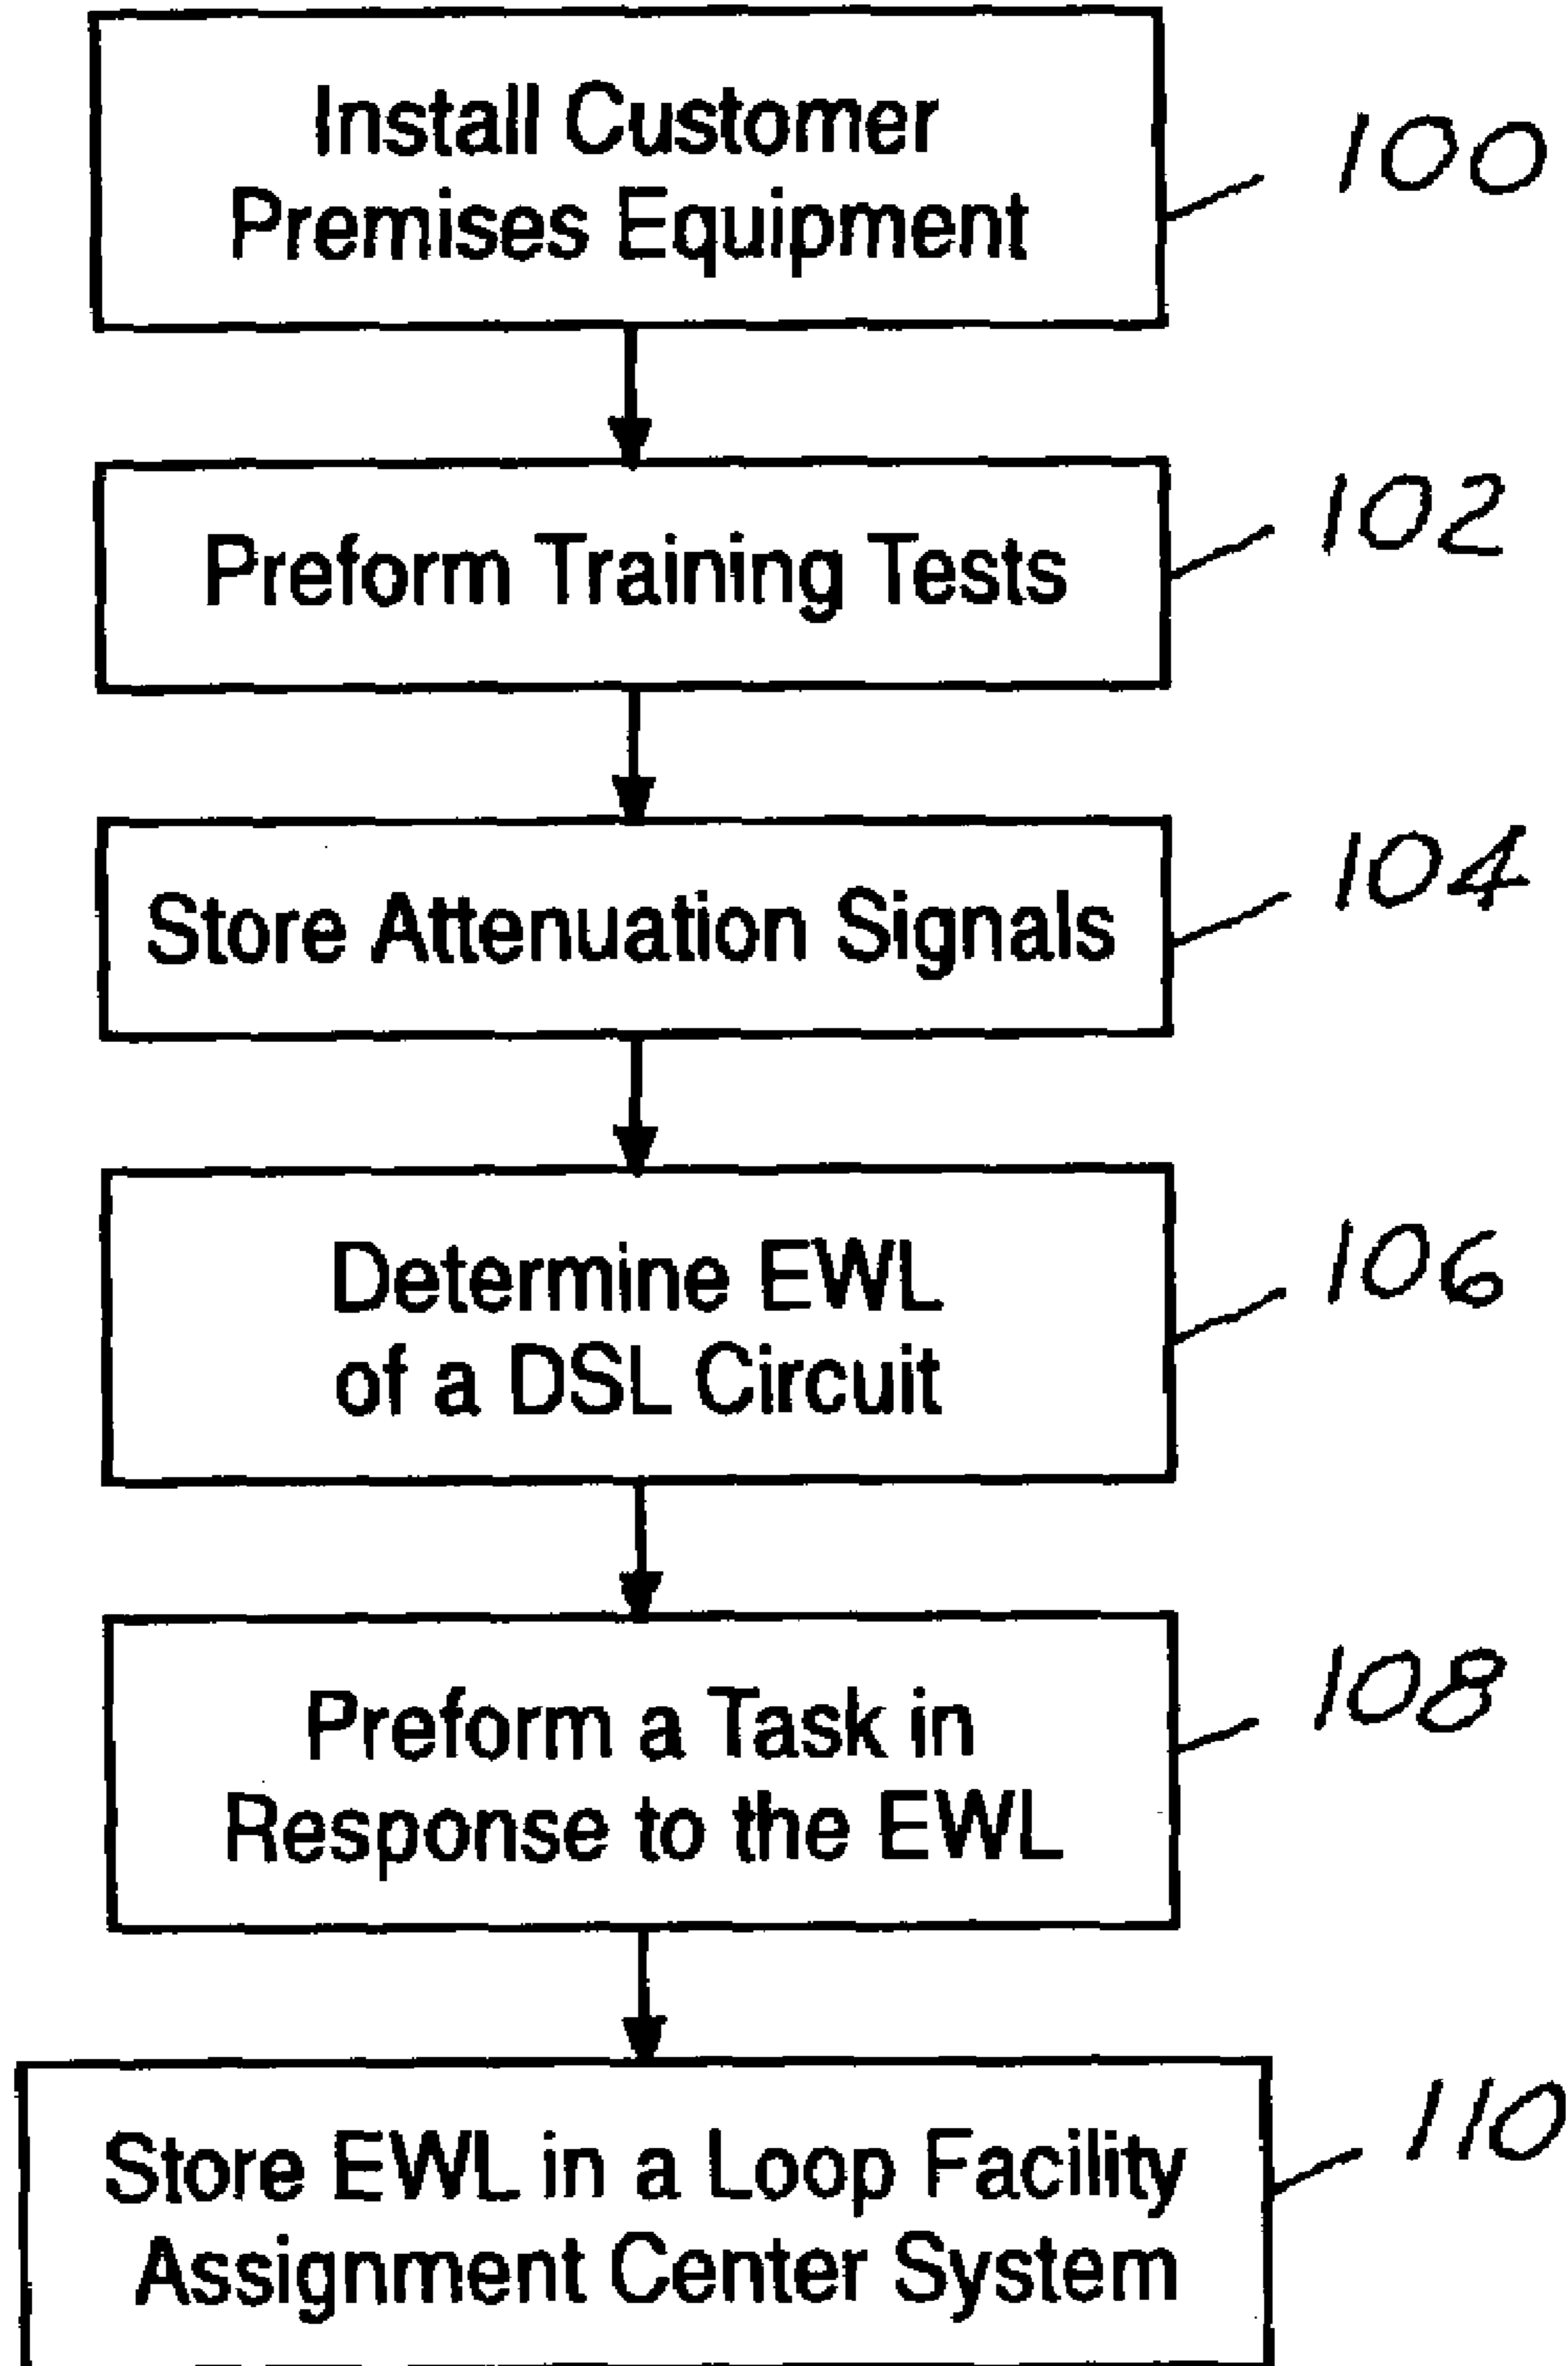 Install Customer
Premises Equipment
100
Preform Training Tests
102
Store Attenuation Signals
104
Determine EWL
of a DSL Circuit
106
Preform a Task in
Response to the EWL
108
Store EWL in a Loop Facility
Assignment Center System
110